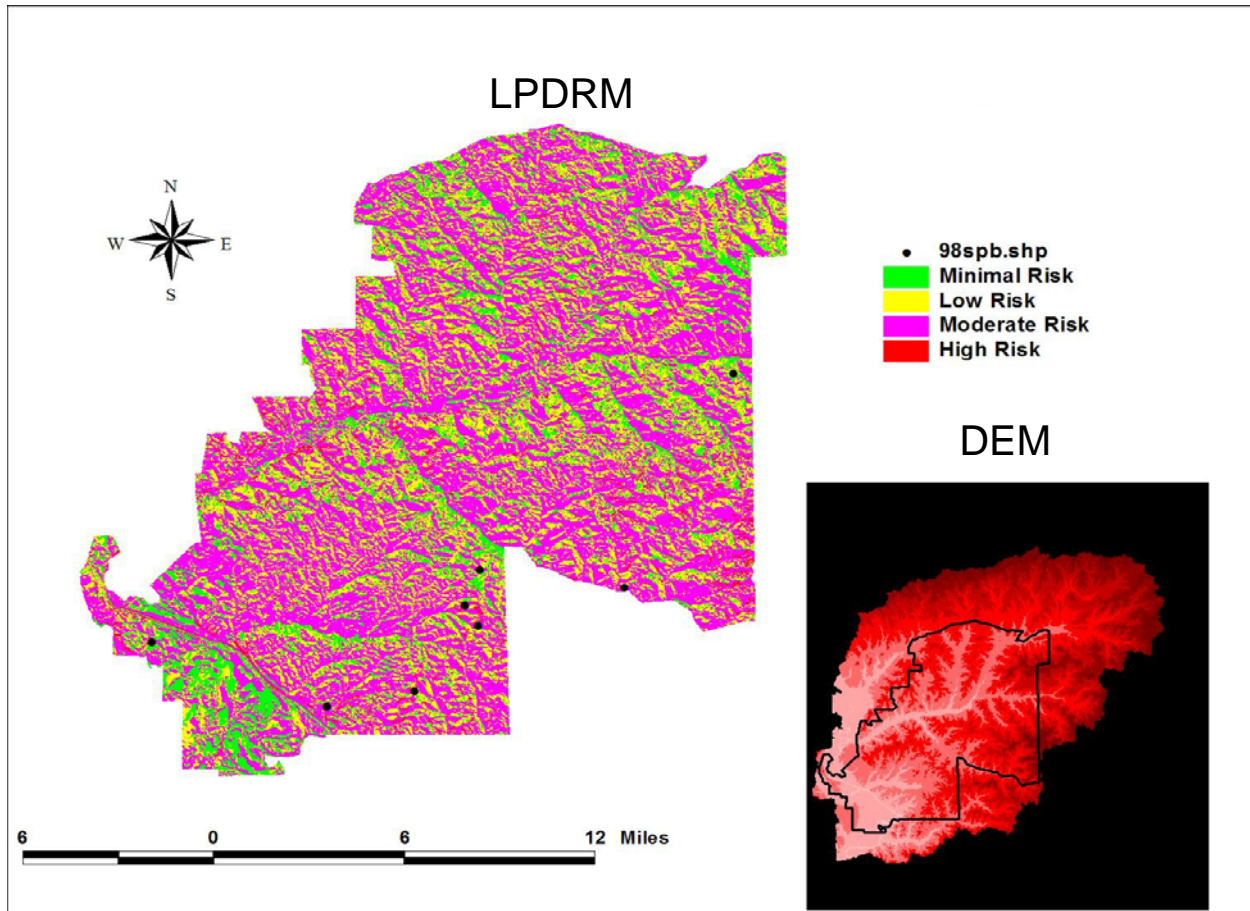 LPDRM
N
W E
S
98spb.shp
Minimal Risk
Low Risk
Moderate Risk
High Risk
DEM
6 0 6 12 Miles